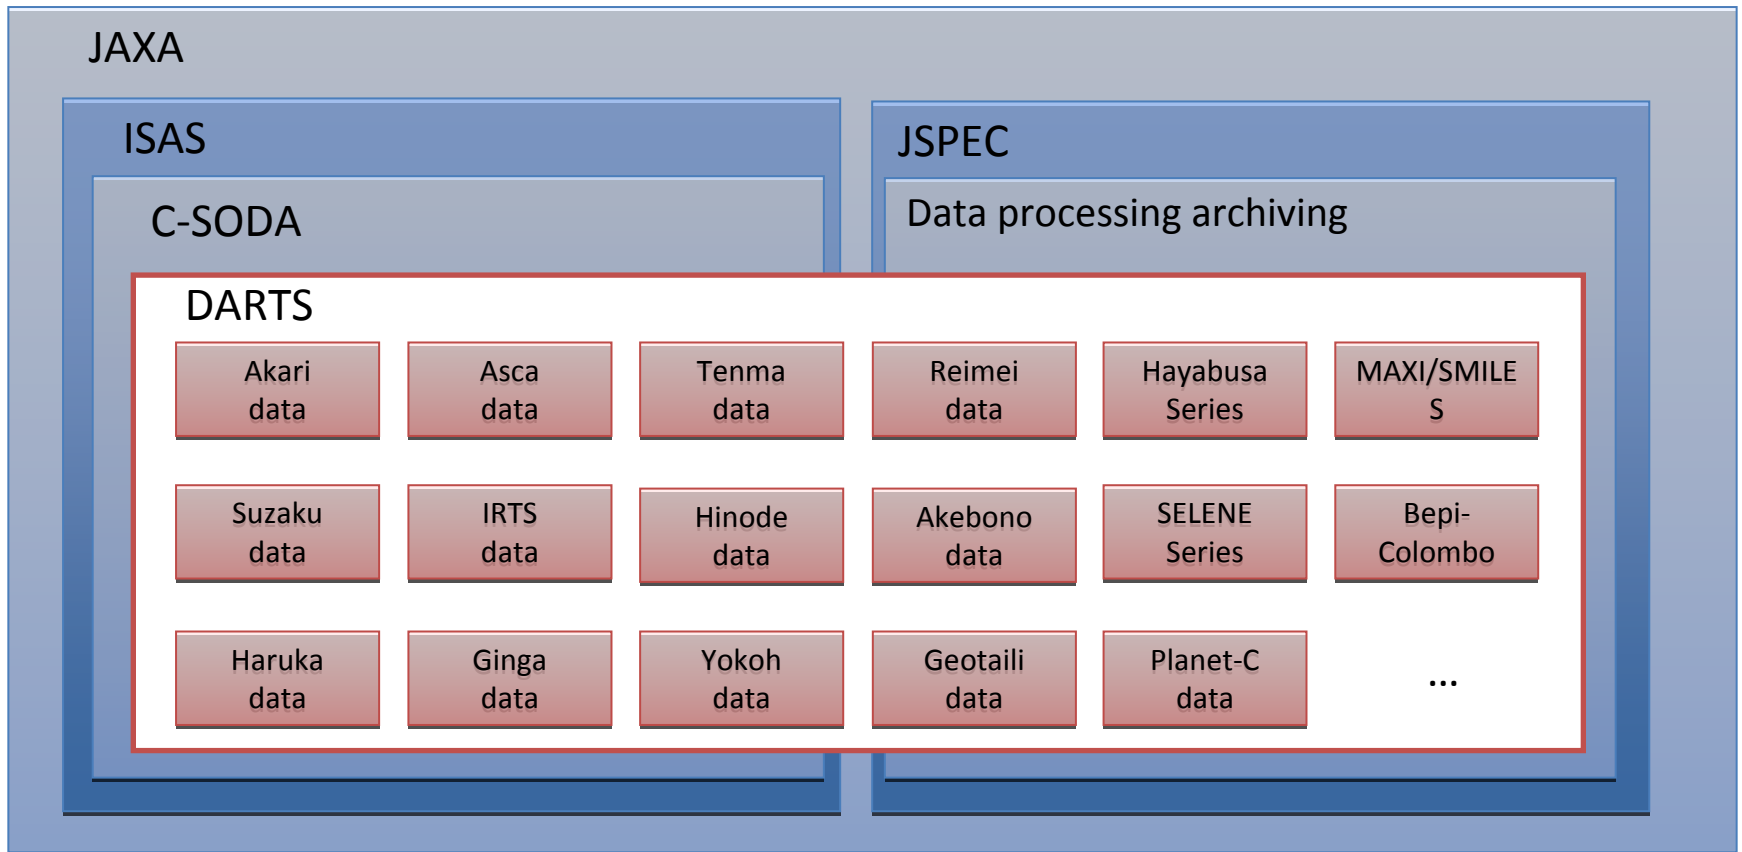 JAXA
ISAS
JSPEC
C-SODA
Data processing archiving
DARTS
Akari
data
Asca
data
Tenma
data
Reimei
data
Hayabusa
Series
MAXI/SMILE
S
Suzaku
data
IRTS
data
Hinode
data
Akebono
data
SELENE
Series
Bepi-
Colombo
Haruka
data
Ginga
data
Yokoh
data
Geotaili
data
Planet-C
data
...